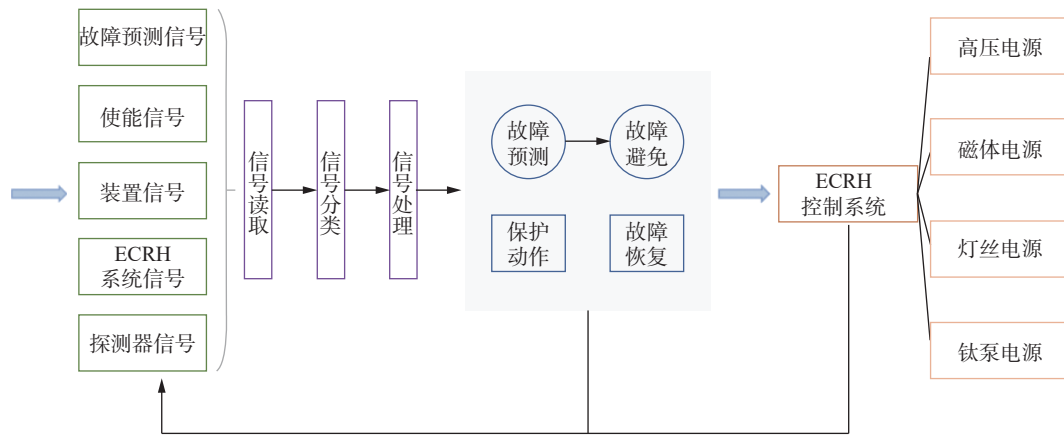 故障预测信号
使能信号
装置信号
ECRH
系统信号
探测器信号
信号读取
信号分类
信号处理
故障
预测
故障
避免
保护
动作
故障
恢复
ECRH
控制系统
高压电源
磁体电源
灯丝电源
钛泵电源